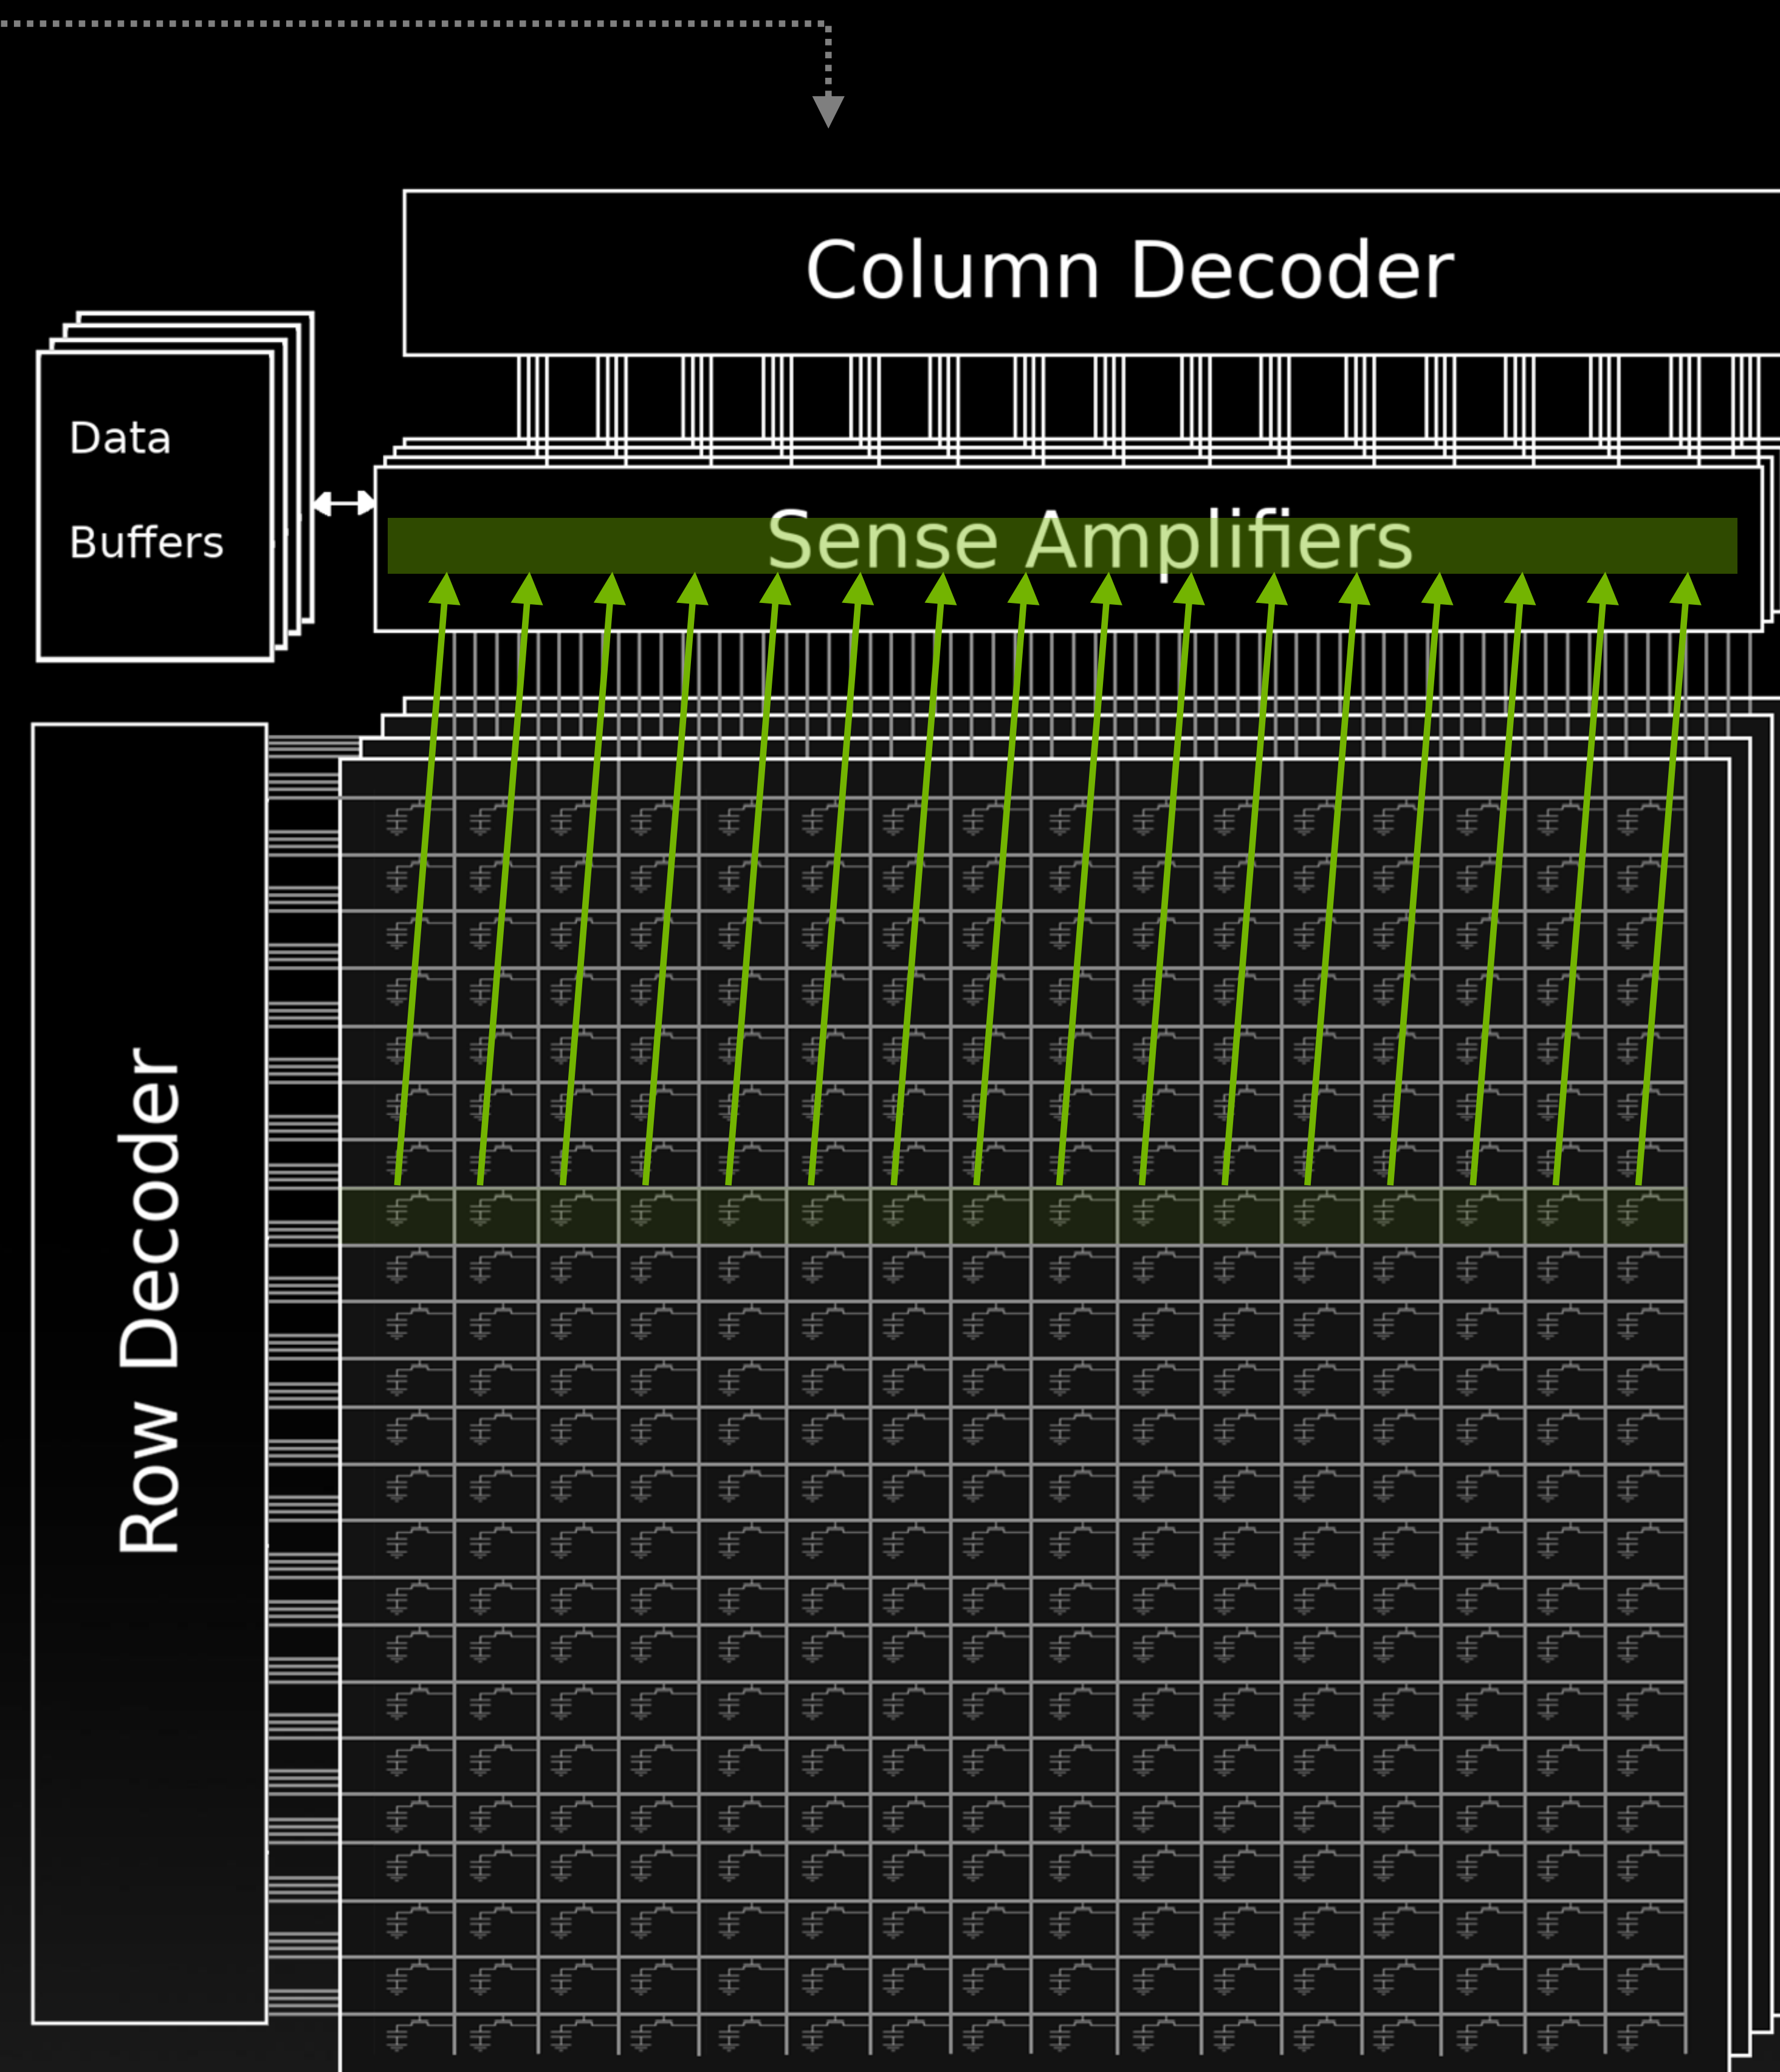 Column Decoder
Data
Buffers
Sense Amplifiers
Row Decoder